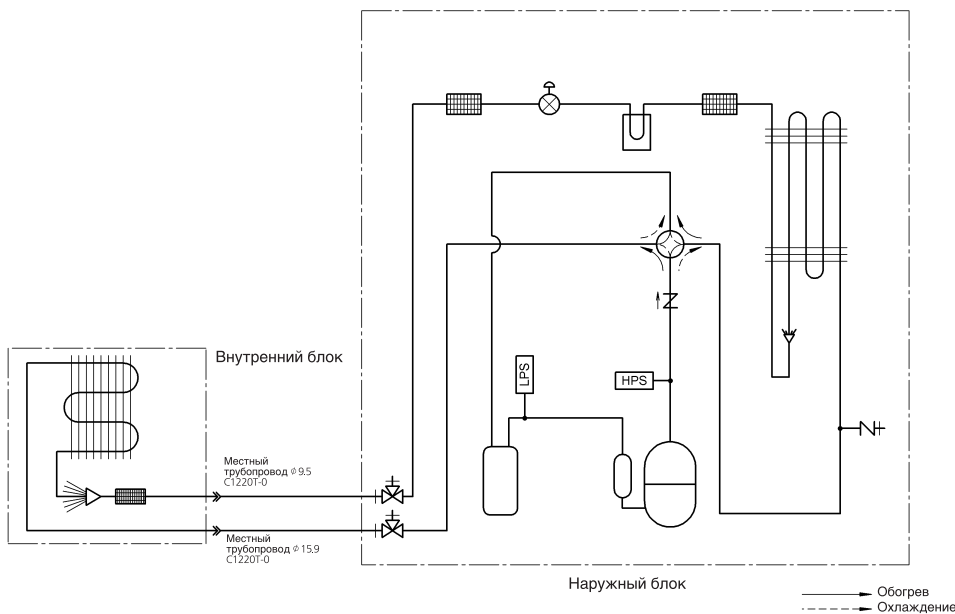 LPS
HPS
Внутренний блок
Местный
трубопровод φ 9.5
C1220T-0
Местный
трубопровод φ 15.9
C1220T-0
Наружный блок
Обогрев
Охлаждение